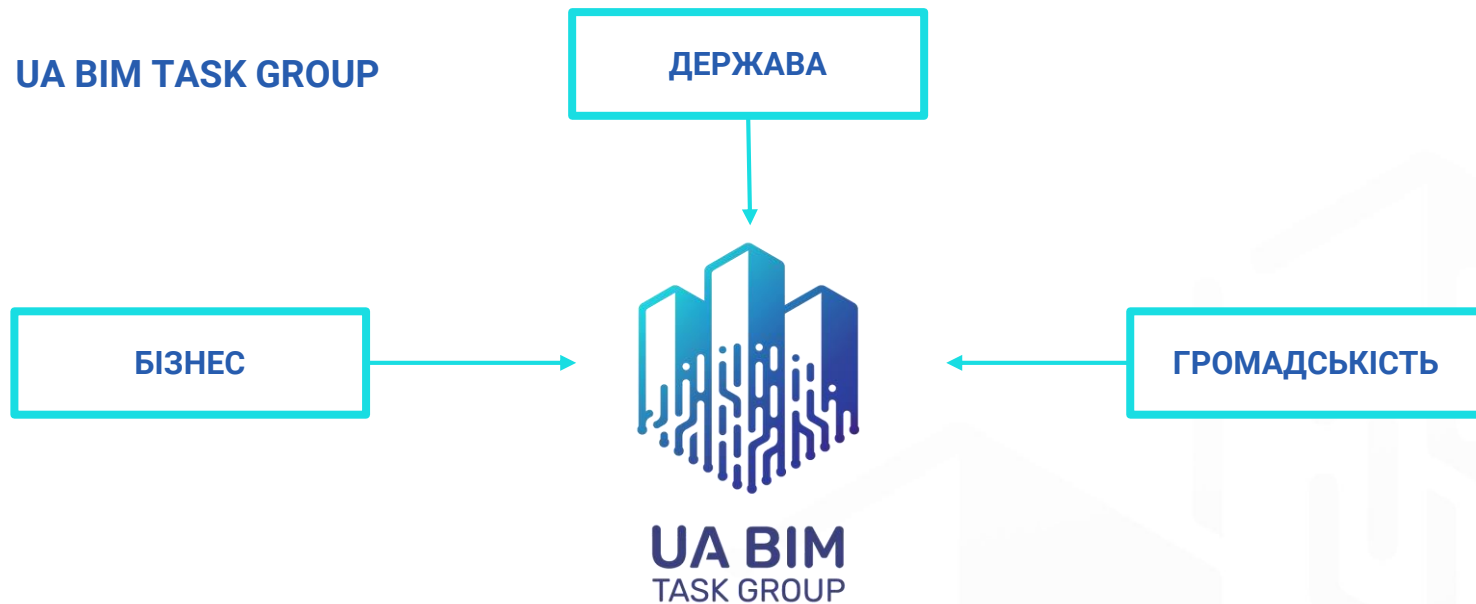 UA BIM TASK GROUP
ДЕРЖАВА
БІЗНЕС
ГРОМАДСЬКІСТЬ
UA BIM
TASK GROUP